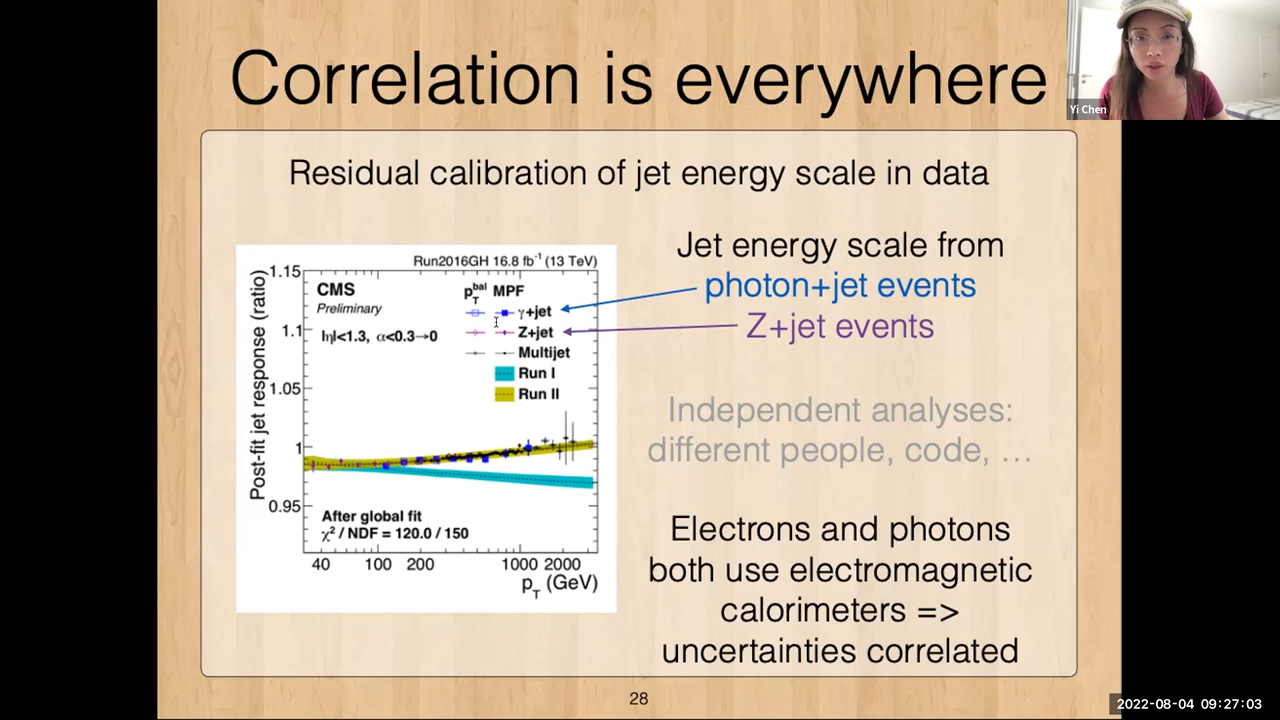 Correlation is everywhere
Yi Chen
Residual calibration of jet energy scale in data
Jet energy scale from
photon+jet events
Z+jet events
Independent analyses:
different people, code, …
Electrons and photons
both use electromagnetic
calorimeters =>
uncertainties correlated
Run2016GH 16.8 fb⁻¹ (13 TeV)
Post-fit jet response (ratio)
1.15
1.1
1.05
1
0.95
CMS
Preliminary
|η|<1.3, α<0.3→0
p_T^bal MPF
γ+jet
Z+jet
Multijet
Run I
Run II
After global fit
χ² / NDF = 120.0 / 150
40 100 200 1000 2000
p_T (GeV)
28
2022-08-04 09:27:03